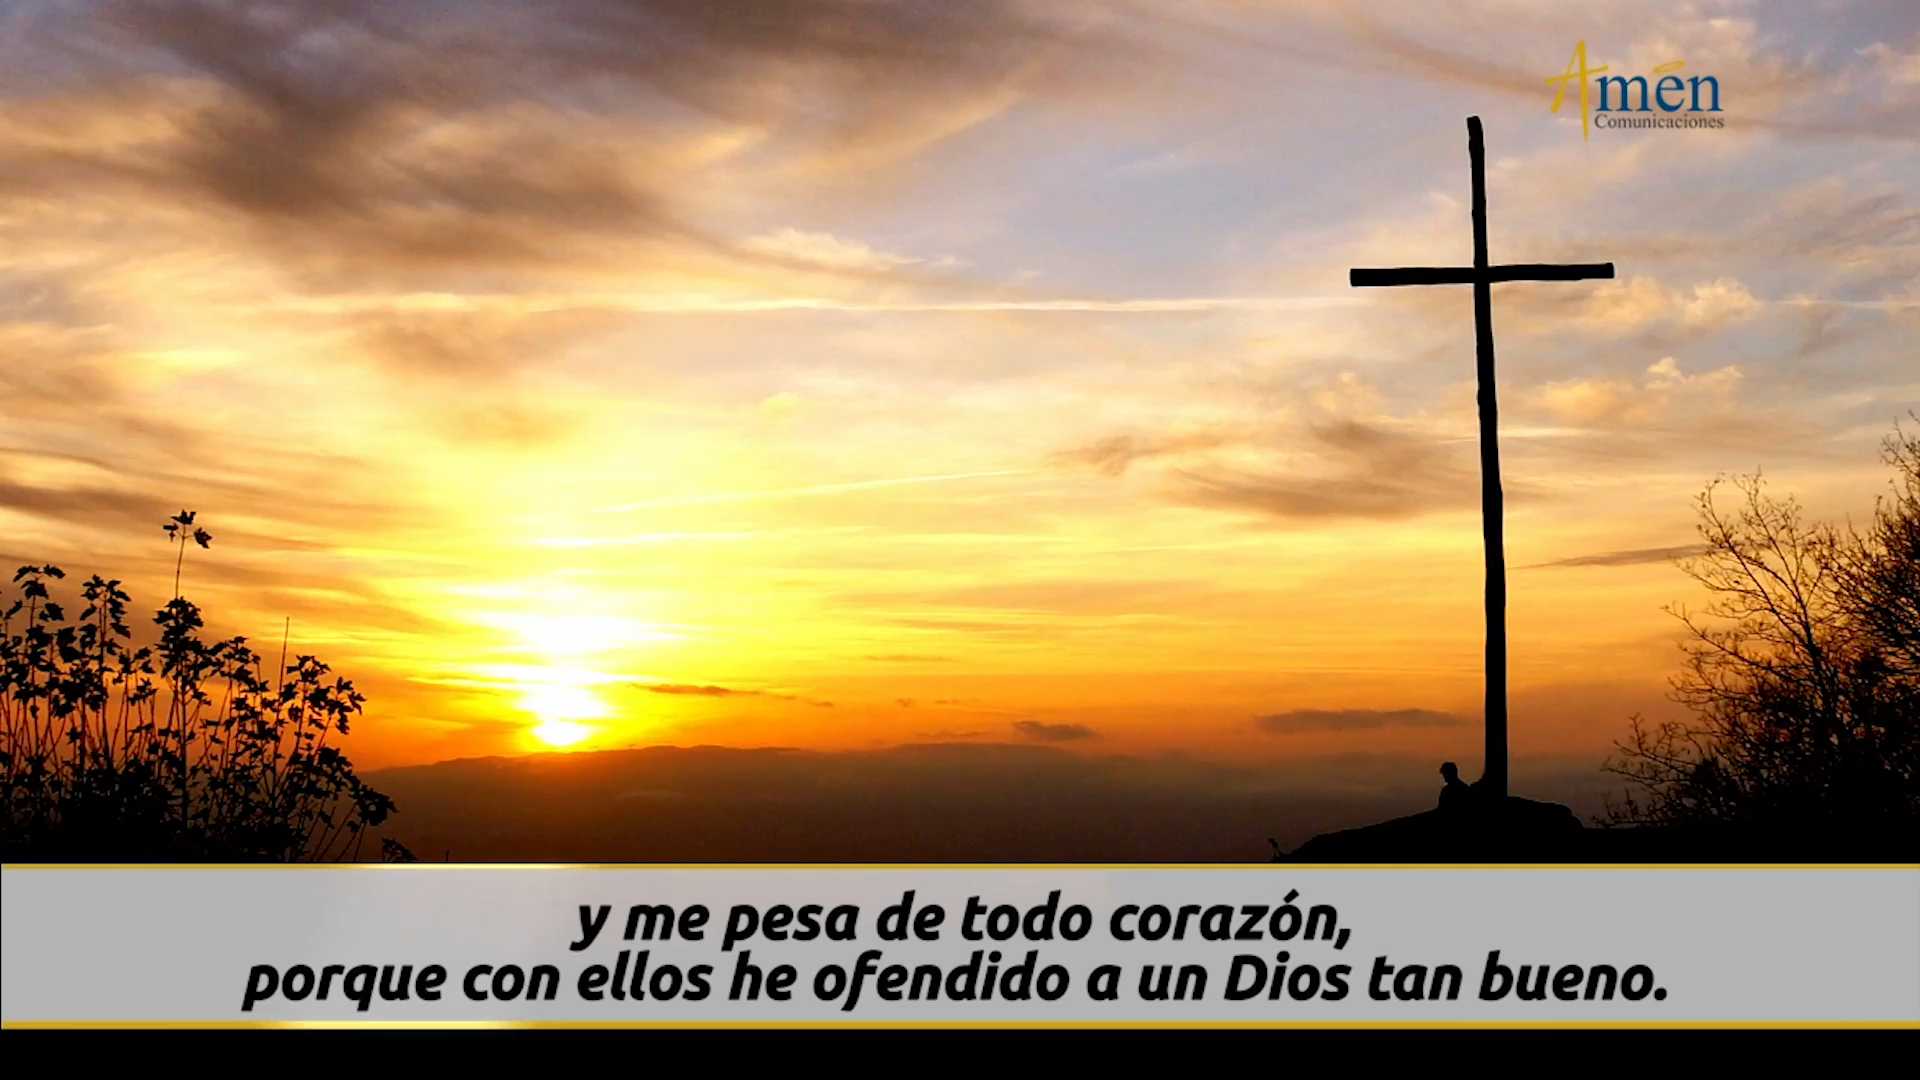 Amén
Comunicaciones
y me pesa de todo corazón,
porque con ellos he ofendido a un Dios tan bueno.